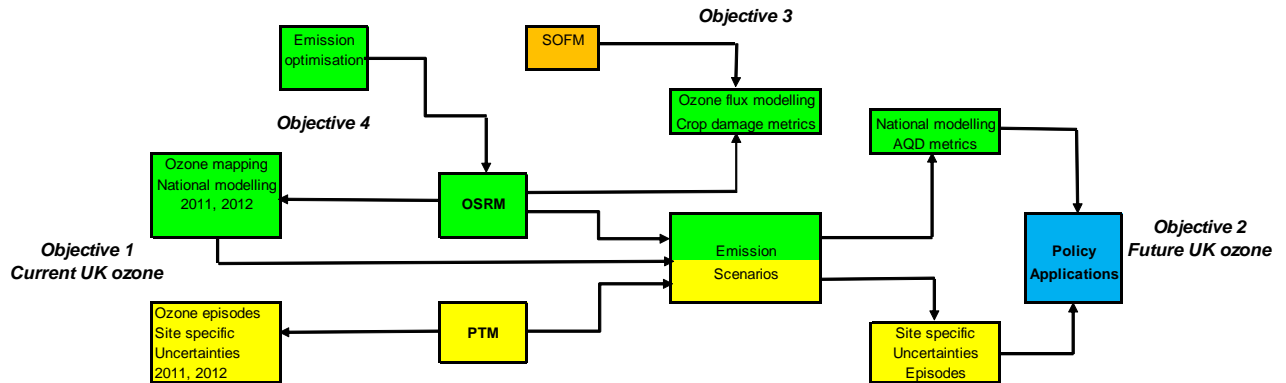 Objective 3
Emission
optimisation
SOFM
Ozone flux modelling
Crop damage metrics
National modelling
AQD metrics
Objective 4
Ozone mapping
National modelling
2011, 2012
OSRM
Objective 1
Current UK ozone
Emission
Scenarios
Policy
Applications
Objective 2
Future UK ozone
Ozone episodes
Site specific
Uncertainties
2011, 2012
PTM
Site specific
Uncertainties
Episodes